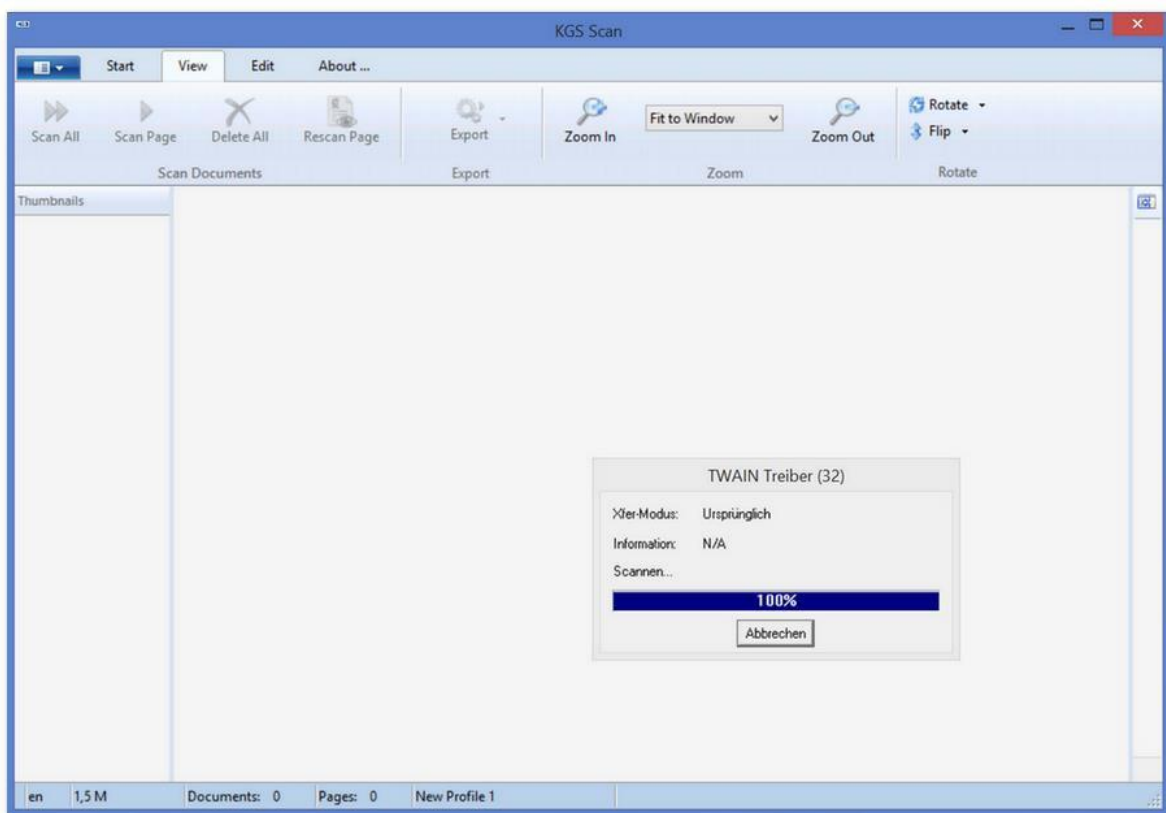 KGS Scan
Start View Edit About ...
Scan All Scan Page Delete All Rescan Page Export Zoom In Fit to Window Zoom Out Rotate
Flip
Scan Documents Export Zoom Rotate
Thumbnails
TWAIN Treiber (32)
Xfer-Modus: Ursprünglich
Information: N/A
Scannen...
100%
Abbrechen
en 1,5 M Documents: 0 Pages: 0 New Profile 1